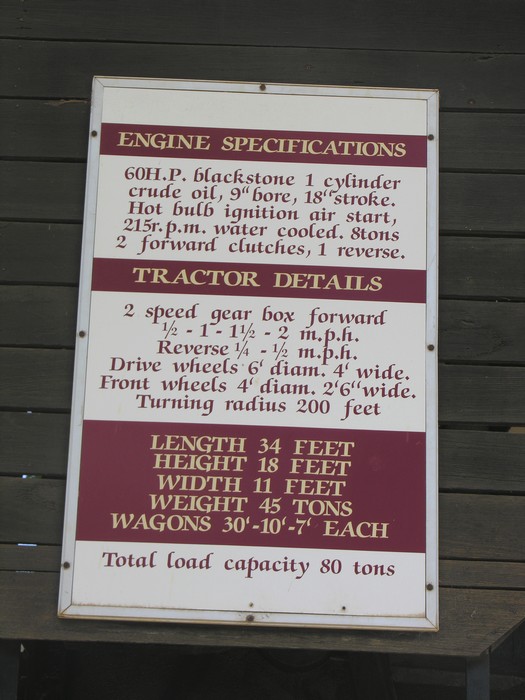 ENGINE SPECIFICATIONS
60H.P. blackstone 1 cylinder
crude oil, 9" bore, 18" stroke.
Hot bulb ignition air start,
215r.p.m. water cooled. 8tons
2 forward clutches, 1 reverse.
TRACTOR DETAILS
2 speed gear box forward
½ - 1 - 1½ - 2 m.p.h.
Reverse ¼ - ½ m.p.h.
Drive wheels 6' diam. 4' wide.
Front wheels 4' diam. 2'6" wide.
Turning radius 200 feet
LENGTH 34 FEET
HEIGHT 18 FEET
WIDTH 11 FEET
WEIGHT 45 TONS
WAGONS 30'-10'-7' EACH
Total load capacity 80 tons